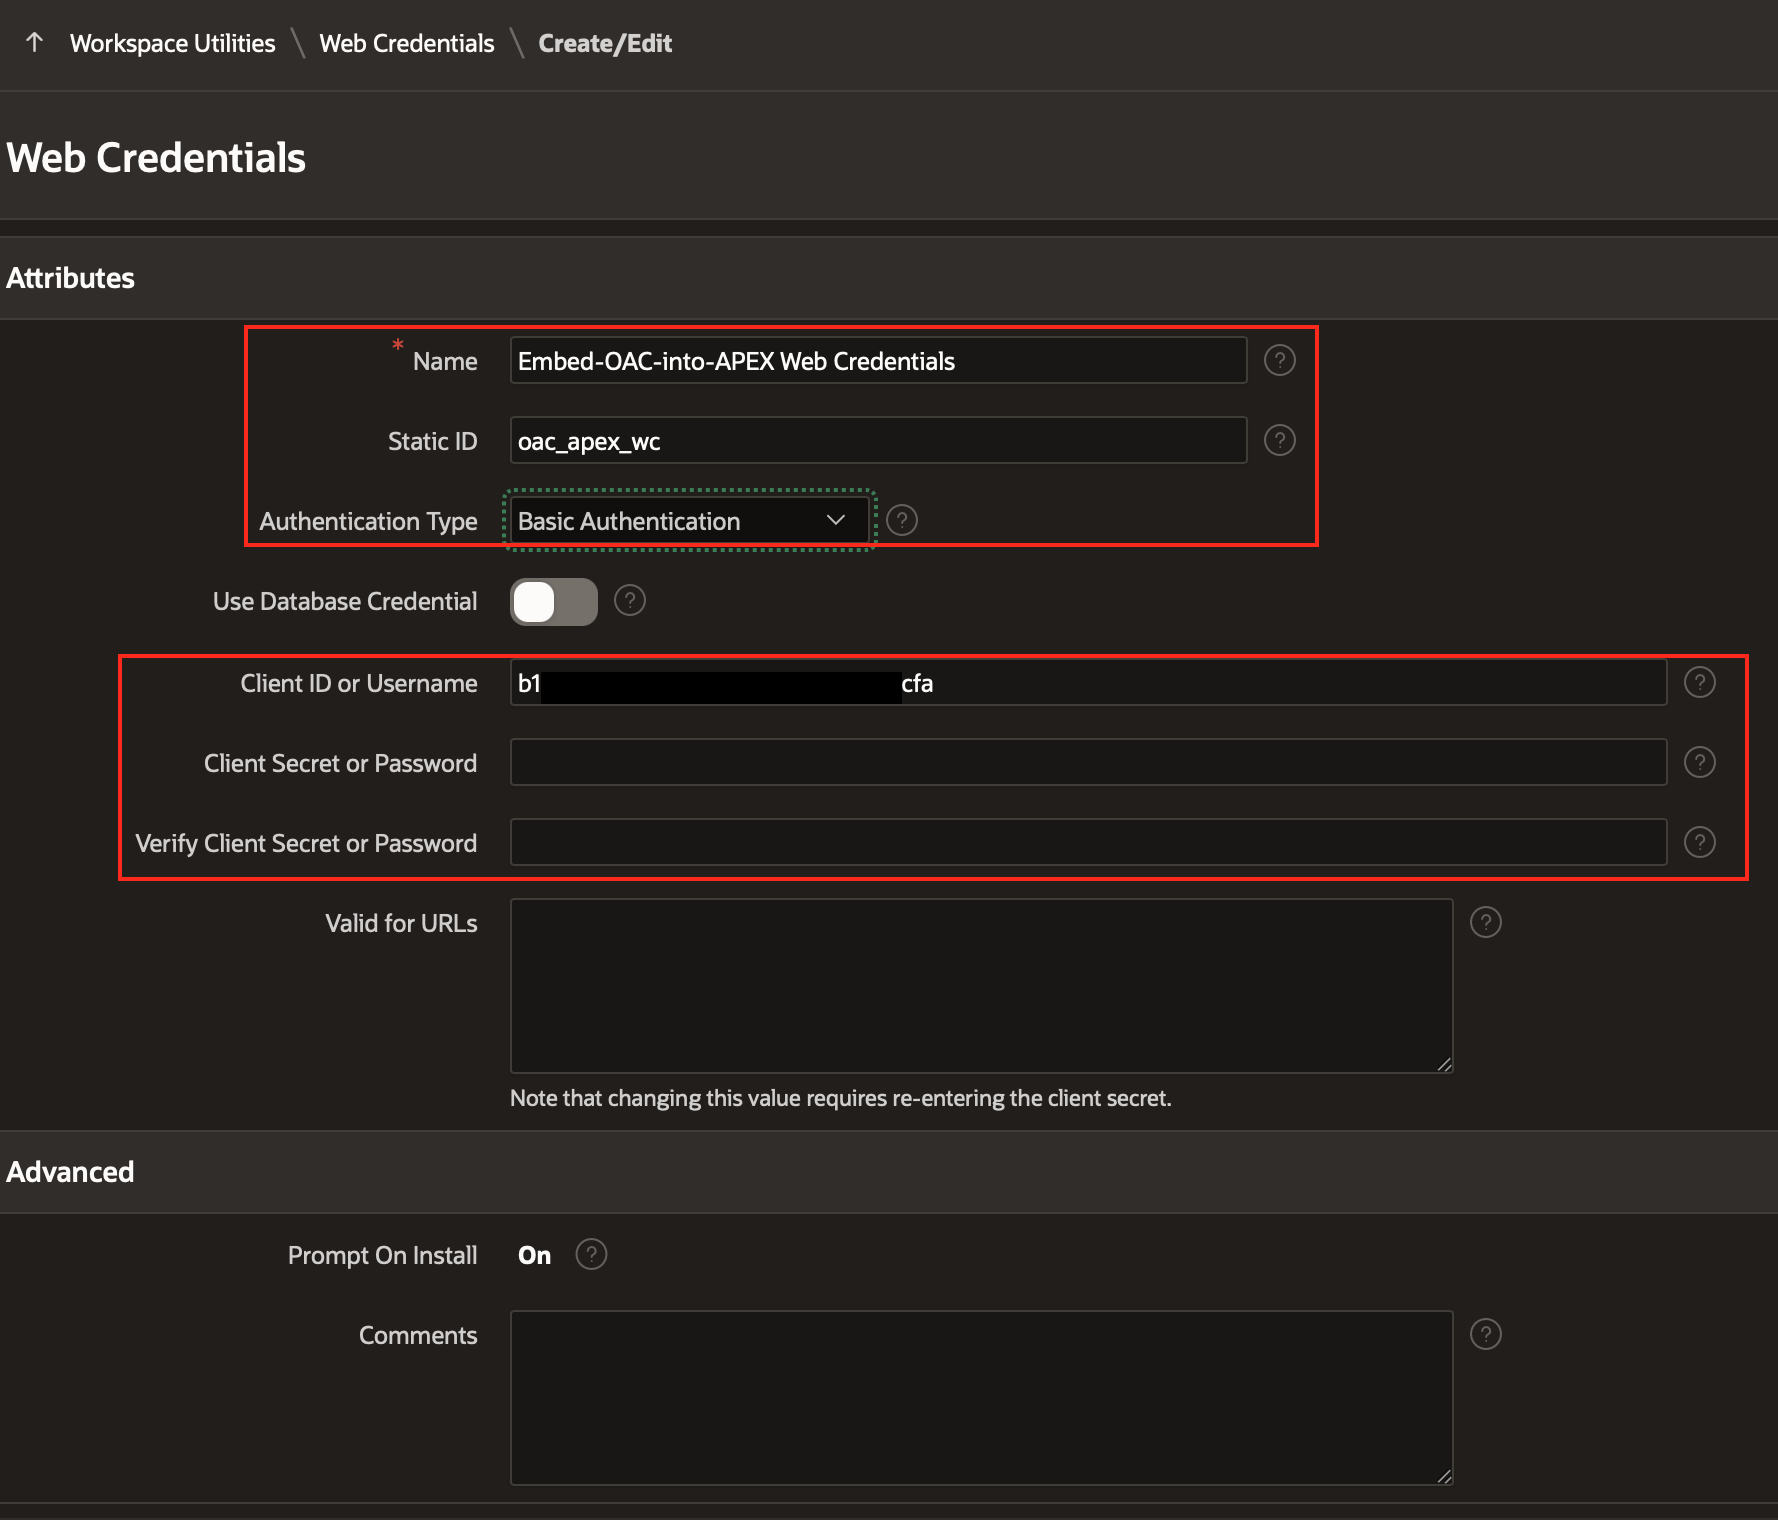 Workspace Utilities \ Web Credentials \ Create/Edit
Web Credentials
Attributes
* Name Embed-OAC-into-APEX Web Credentials ?
Static ID oac_apex_wc ?
Authentication Type Basic Authentication ?
Use Database Credential ?
Client ID or Username b1 cfa ?
Client Secret or Password ?
Verify Client Secret or Password ?
Valid for URLs ?
Note that changing this value requires re-entering the client secret.
Advanced
Prompt On Install On ?
Comments ?